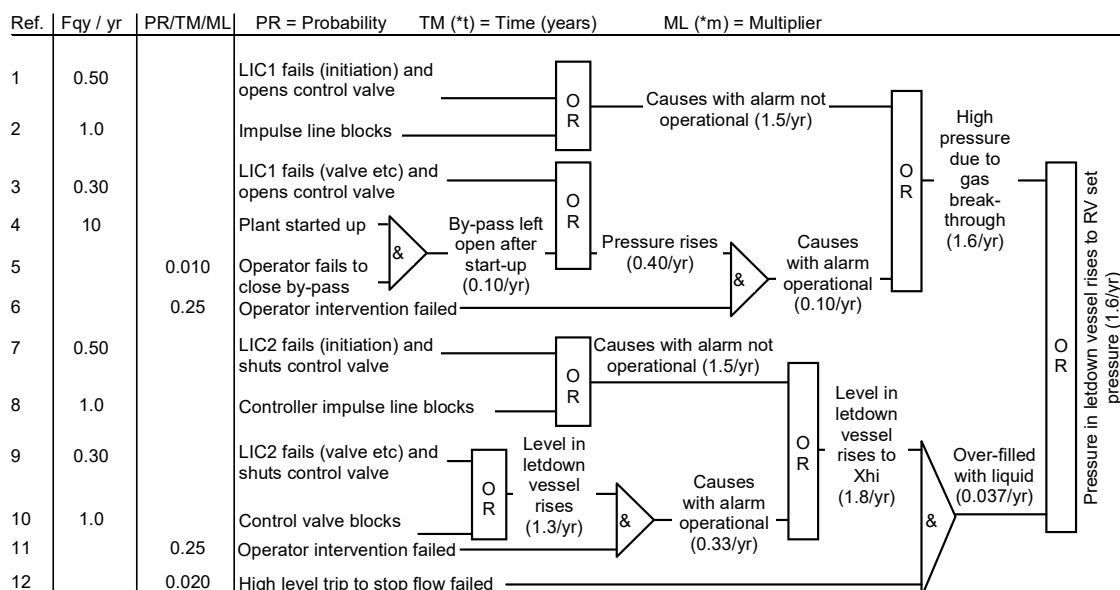 Ref. Fqy / yr PR/TM/ML PR = Probability TM (*t) = Time (years) ML (*m) = Multiplier
1 0.50 LIC1 fails (initiation) and
opens control valve
2 1.0 Impulse line blocks
O
R
Causes with alarm not
operational (1.5/yr)
3 0.30 LIC1 fails (valve etc) and
opens control valve
4 10 Plant started up
5 0.010 Operator fails to
close by-pass
&
By-pass left
open after
start-up
(0.10/yr)
O
R
Pressure rises
(0.40/yr)
6 0.25 Operator intervention failed
&
Causes
with alarm
operational
(0.10/yr)
O
R
High
pressure
due to
gas
break-
through
(1.6/yr)
7 0.50 LIC2 fails (initiation) and
shuts control valve
8 1.0 Controller impulse line blocks
O
R
Causes with alarm not
operational (1.5/yr)
9 0.30 LIC2 fails (valve etc) and
shuts control valve
10 1.0 Control valve blocks
O
R
Level in
letdown
vessel
rises
(1.3/yr)
11 0.25 Operator intervention failed
&
Causes
with alarm
operational
(0.33/yr)
O
R
Level in
letdown
vessel
rises to
Xhi
(1.8/yr)
12 0.020 High level trip to stop flow failed
&
Over-filled
with liquid
(0.037/yr)
O
R
Pressure in letdown vessel rises to RV set
pressure (1.6/yr)